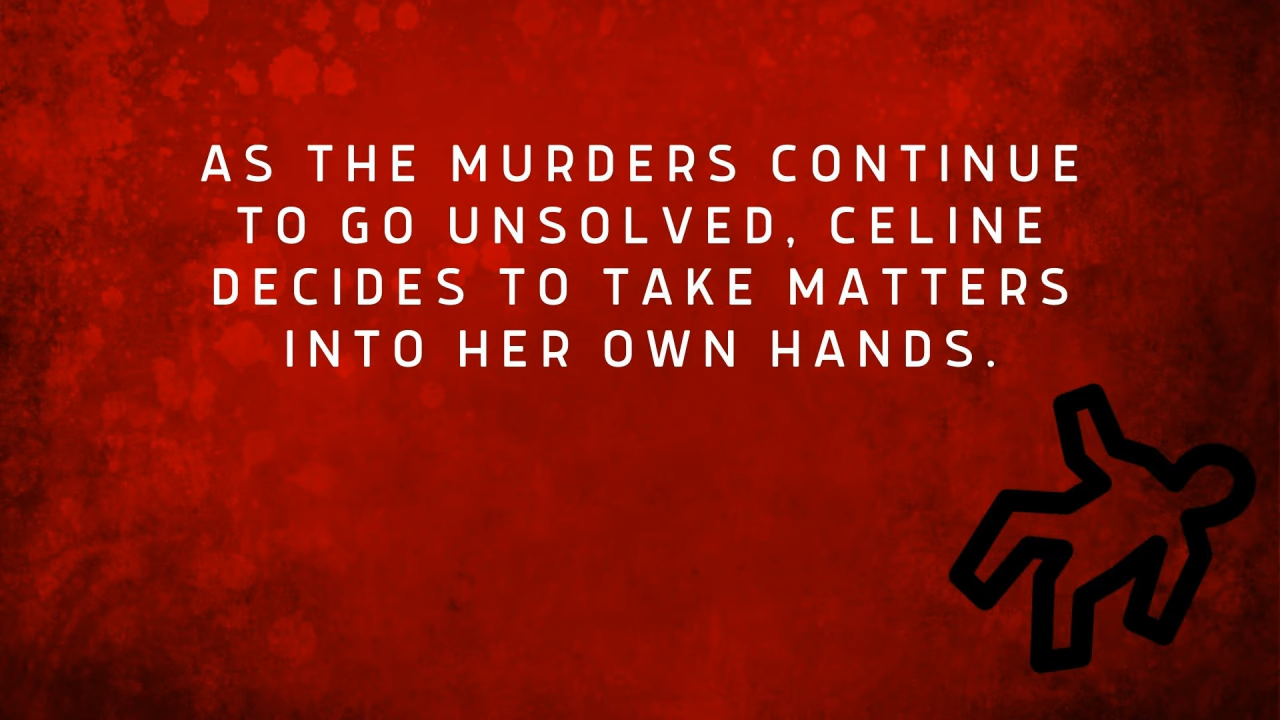 AS THE MURDERS CONTINUE
TO GO UNSOLVED, CELINE
DECIDES TO TAKE MATTERS
INTO HER OWN HANDS.